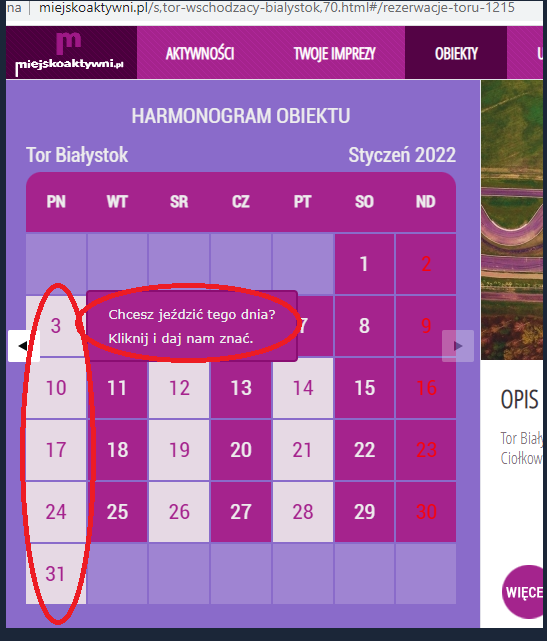 na | miejskoaktywni.pl/s,tor-wschodzacy-bialystok,70.html#/rezerwacje-toru-1215
m
miejskoaktywni.pl
AKTYWNOŚCI TWOJE IMPREZY OBIEKTY U
HARMONOGRAM OBIEKTU
Tor Białystok Styczeń 2022
PN WT SR CZ PT SO ND
1 2
3 7 8 9
Chcesz jeździć tego dnia?
Kliknij i daj nam znać.
10 11 12 13 14 15 16
17 18 19 20 21 22 23
24 25 26 27 28 29 30
31
OPIS
Tor Biały
Ciołkow
WIĘCE